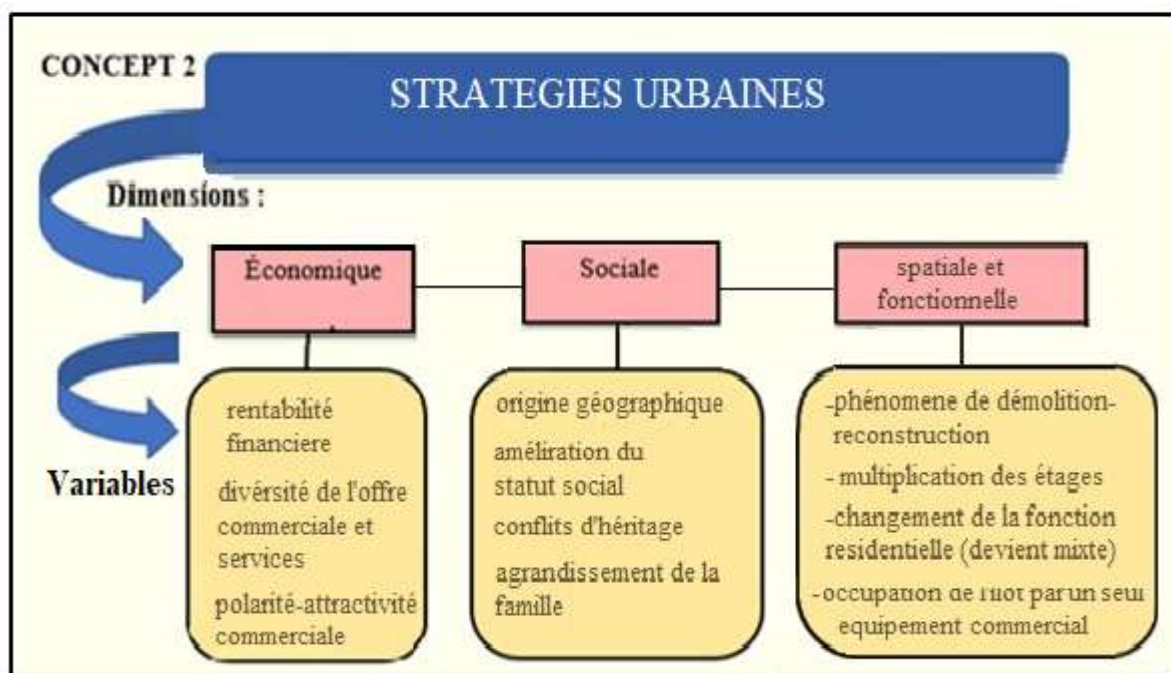 CONCEPT 2
STRATEGIES URBAINES
Dimensions :
Économique
Sociale
spatiale et
fonctionnelle
Variables
rentabilité
financiere
divérsité de l'offre
commerciale et
services
polarité-attractivité
commerciale
origine géographique
améliration du
statut social
conflits d'héritage
agrandissement de la
famille
-phénomene de démolition-
reconstruction
- multiplication des étages
-changement de la fonction
residentielle (devient mixte)
-occupation de l'ilot par un seul
equipement commercial